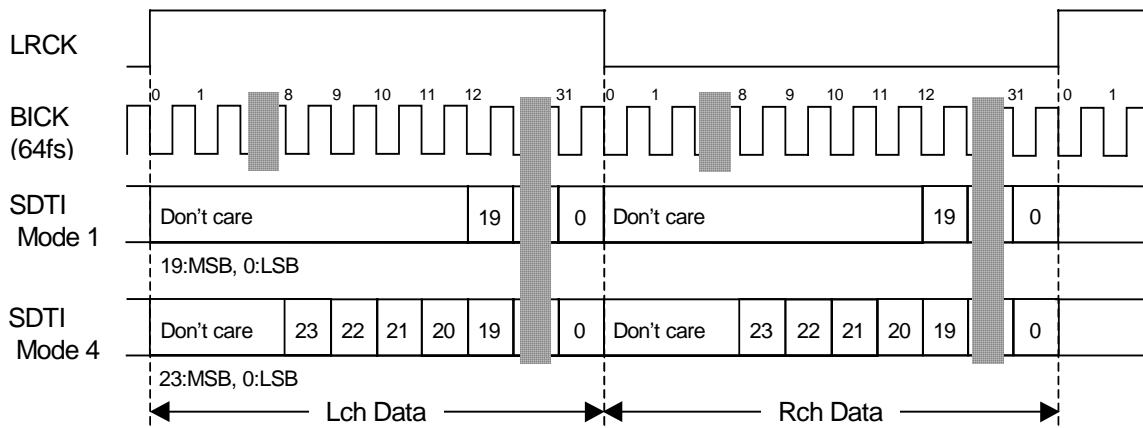 LRCK
0 1 8 9 10 11 12 31 0 1 8 9 10 11 12 31 0 1
BICK
(64fs)
SDTI
Mode 1
Don't care 19 0 Don't care 19 0
19:MSB, 0:LSB
SDTI
Mode 4
Don't care 23 22 21 20 19 0 Don't care 23 22 21 20 19 0
23:MSB, 0:LSB
Lch Data Rch Data